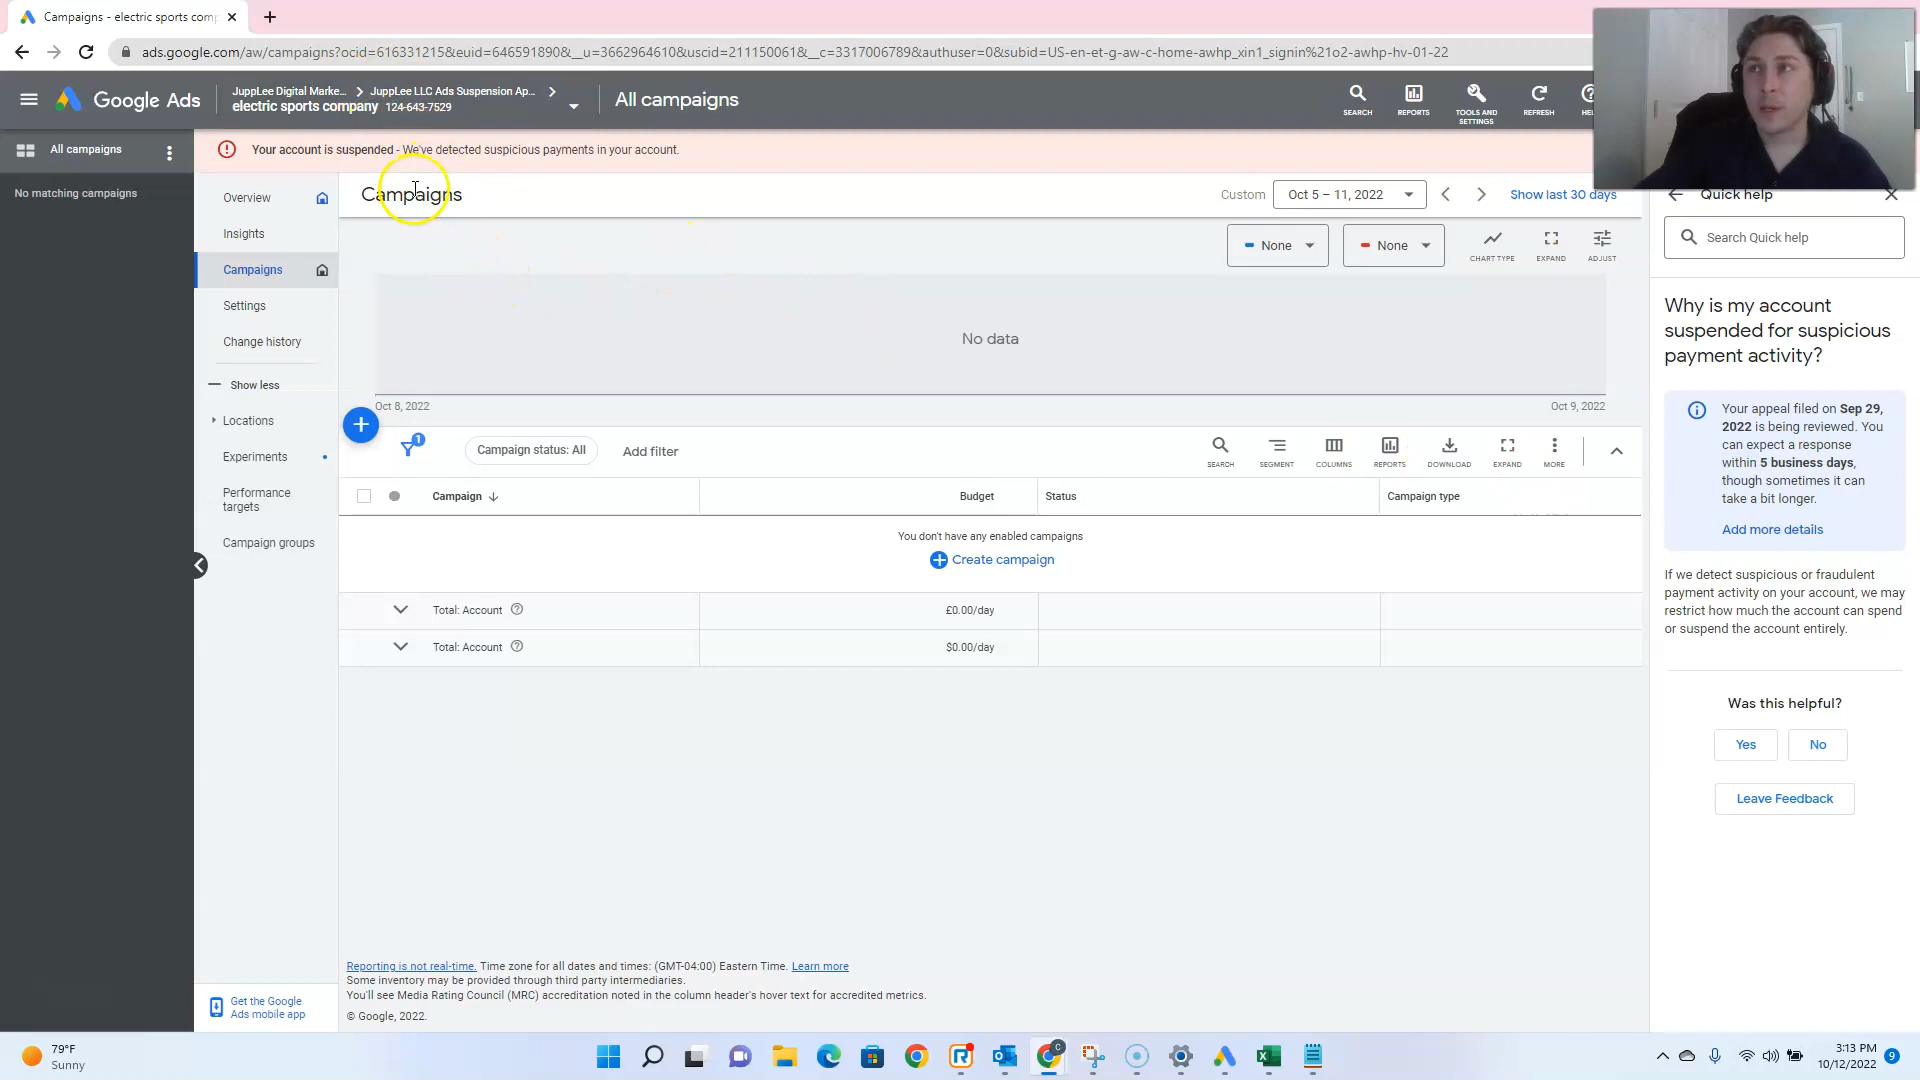 Campaigns - electric sports comp
ads.google.com/aw/campaigns?ocid=616331215&euid=646591890&__u=3662964610&uscid=211150061&__c=3317006789&authuser=0&subid=US-en-et-g-aw-c-home-awhp_xin1_signin%21o2-awhp-hv-01-22
Google Ads
JuppLee Digital Marke...
JuppLee LLC Ads Suspension Ap...
electric sports company 124-643-7529
All campaigns
SEARCH
REPORTS
TOOLS AND
SETTINGS
REFRESH
All campaigns
No matching campaigns
Your account is suspended - We've detected suspicious payments in your account.
Overview
Insights
Campaigns
Settings
Change history
Show less
Locations
Experiments
Performance
targets
Campaign groups
Get the Google
Ads mobile app
Campaigns
Custom
Oct 5 – 11, 2022
Show last 30 days
None
None
CHART TYPE
EXPAND
ADJUST
No data
Oct 8, 2022
Oct 9, 2022
1
Campaign status: All
Add filter
SEARCH
SEGMENT
COLUMNS
REPORTS
DOWNLOAD
EXPAND
MORE
Campaign
Budget
Status
Campaign type
You don't have any enabled campaigns
Create campaign
Total: Account
£0.00/day
Total: Account
$0.00/day
Reporting is not real-time. Time zone for all dates and times: (GMT-04:00) Eastern Time. Learn more
Some inventory may be provided through third party intermediaries.
You'll see Media Rating Council (MRC) accreditation noted in the column header's hover text for accredited metrics.
© Google, 2022.
Quick help
Search Quick help
Why is my account
suspended for suspicious
payment activity?
Your appeal filed on Sep 29,
2022 is being reviewed. You
can expect a response
within 5 business days,
though sometimes it can
take a bit longer.
Add more details
If we detect suspicious or fraudulent
payment activity on your account, we may
restrict how much the account can spend
or suspend the account entirely.
Was this helpful?
Yes
No
Leave Feedback
79°F
Sunny
3:13 PM
10/12/2022
9